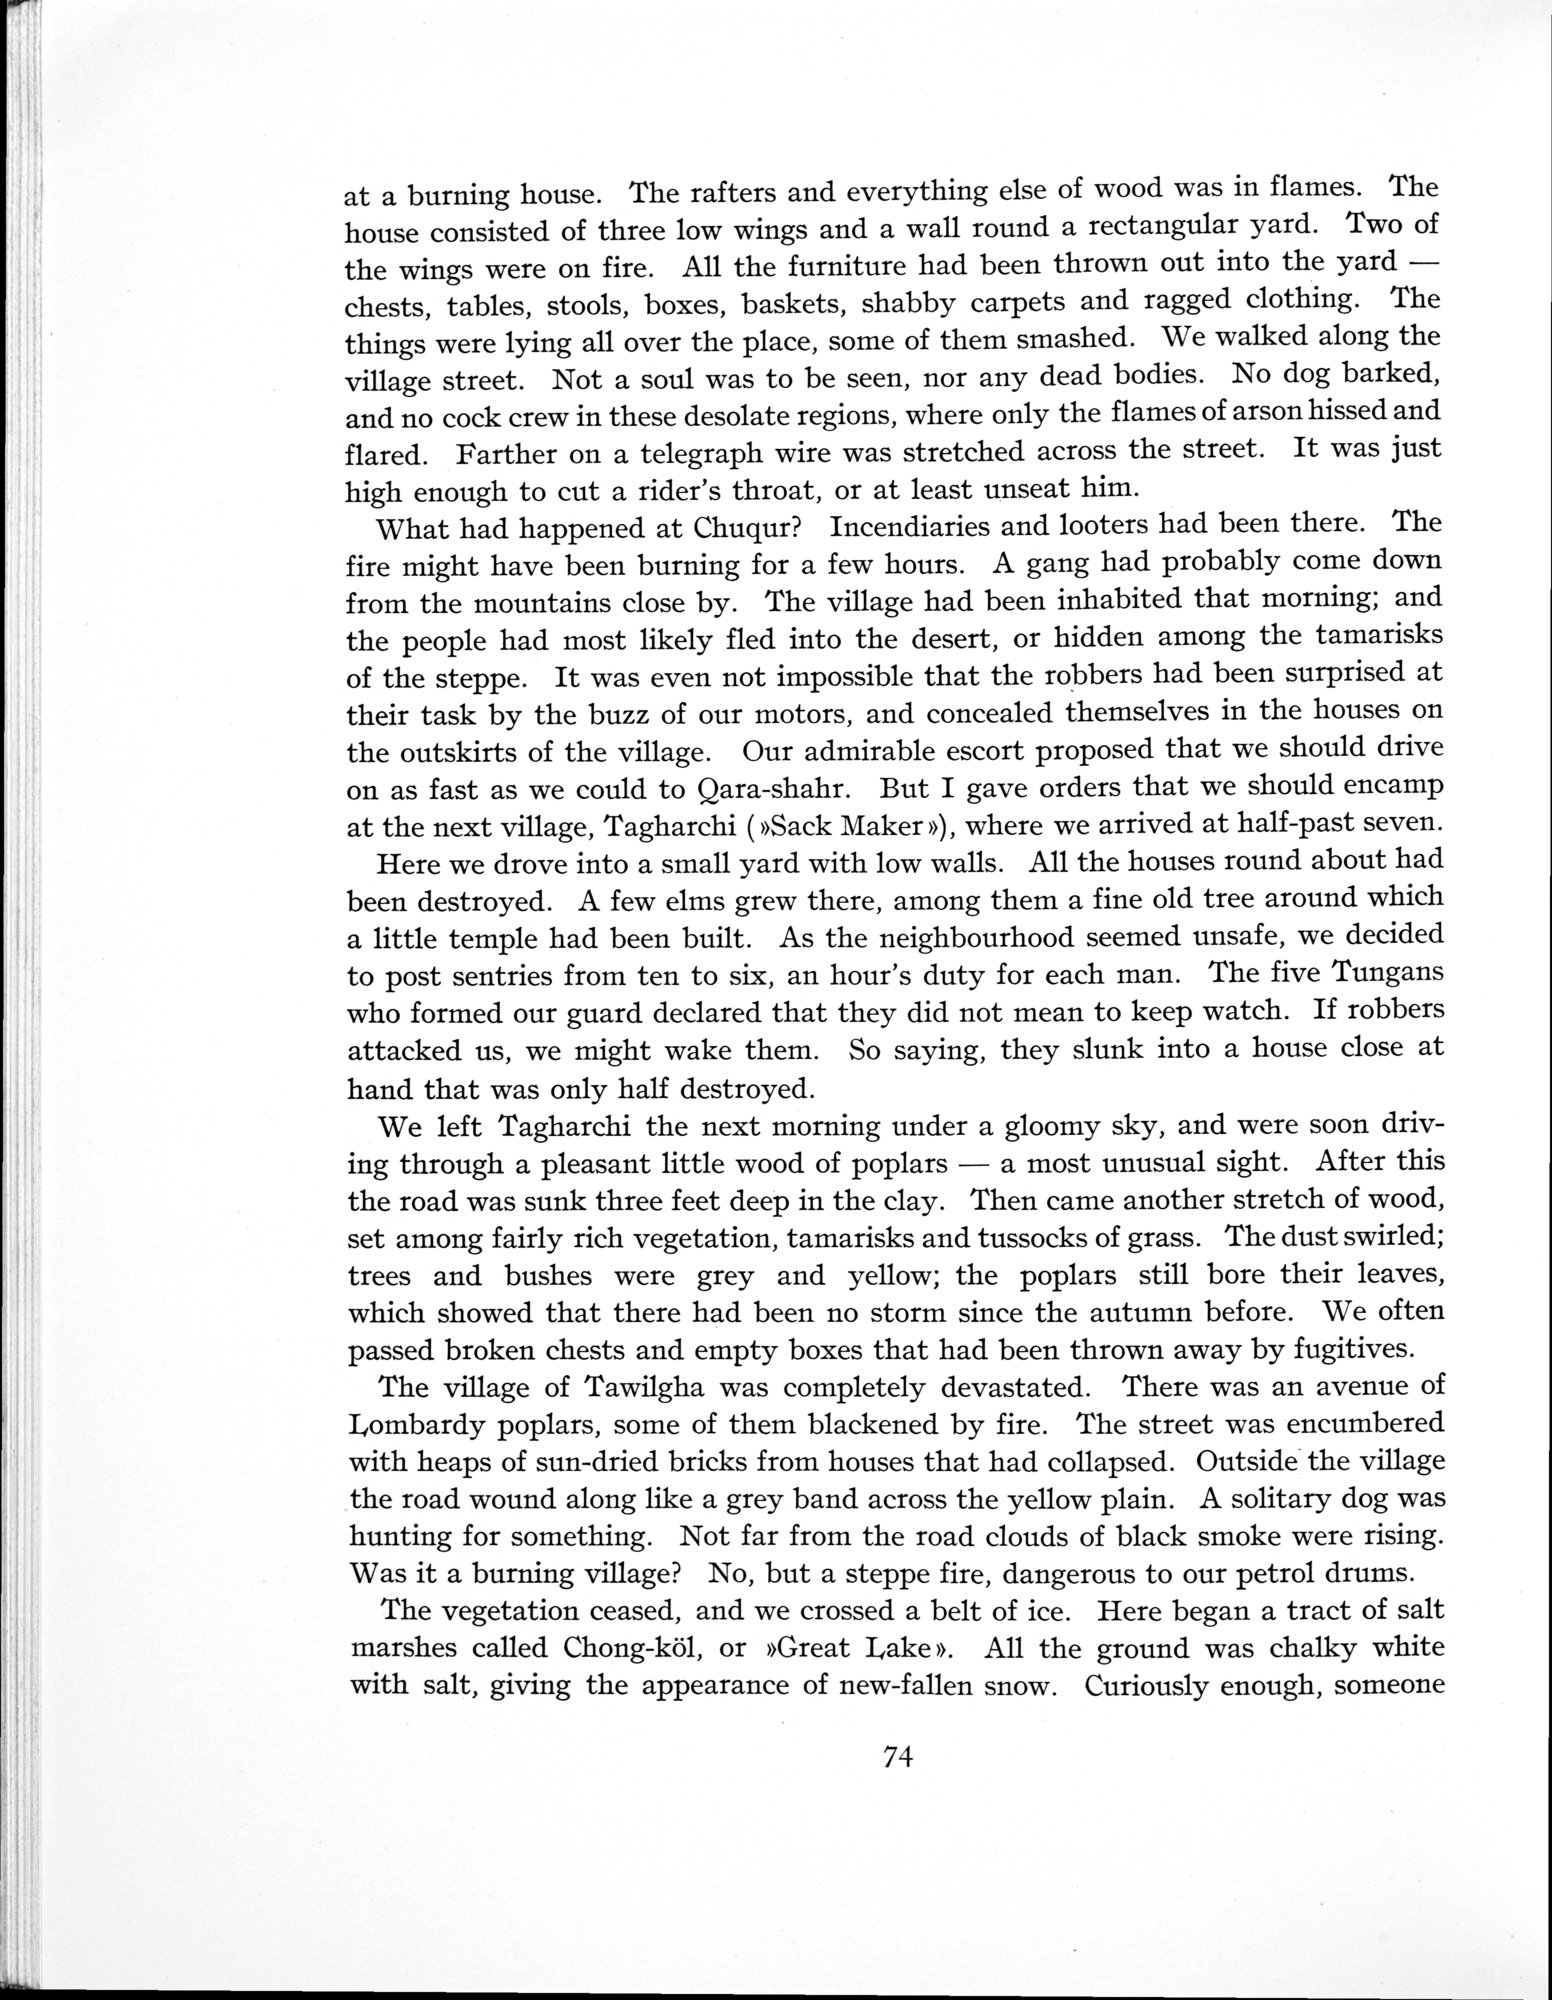 at a burning house. The rafters and everything else of wood was in flames. The
house consisted of three low wings and a wall round a rectangular yard. Two of
the wings were on fire. All the furniture had been thrown out into the yard —
chests, tables, stools, boxes, baskets, shabby carpets and ragged clothing. The
things were lying all over the place, some of them smashed. We walked along the
village street. Not a soul was to be seen, nor any dead bodies. No dog barked,
and no cock crew in these desolate regions, where only the flames of arson hissed and
flared. Farther on a telegraph wire was stretched across the street. It was just
high enough to cut a rider's throat, or at least unseat him.
What had happened at Chuqur? Incendiaries and looters had been there. The
fire might have been burning for a few hours. A gang had probably come down
from the mountains close by. The village had been inhabited that morning; and
the people had most likely fled into the desert, or hidden among the tamarisks
of the steppe. It was even not impossible that the robbers had been surprised at
their task by the buzz of our motors, and concealed themselves in the houses on
the outskirts of the village. Our admirable escort proposed that we should drive
on as fast as we could to Qara-shahr. But I gave orders that we should encamp
at the next village, Tagharchi (»Sack Maker»), where we arrived at half-past seven.
Here we drove into a small yard with low walls. All the houses round about had
been destroyed. A few elms grew there, among them a fine old tree around which
a little temple had been built. As the neighbourhood seemed unsafe, we decided
to post sentries from ten to six, an hour's duty for each man. The five Tungans
who formed our guard declared that they did not mean to keep watch. If robbers
attacked us, we might wake them. So saying, they slunk into a house close at
hand that was only half destroyed.
We left Tagharchi the next morning under a gloomy sky, and were soon driv-
ing through a pleasant little wood of poplars — a most unusual sight. After this
the road was sunk three feet deep in the clay. Then came another stretch of wood,
set among fairly rich vegetation, tamarisks and tussocks of grass. The dust swirled;
trees and bushes were grey and yellow; the poplars still bore their leaves,
which showed that there had been no storm since the autumn before. We often
passed broken chests and empty boxes that had been thrown away by fugitives.
The village of Tawilgha was completely devastated. There was an avenue of
Lombardy poplars, some of them blackened by fire. The street was encumbered
with heaps of sun-dried bricks from houses that had collapsed. Outside the village
the road wound along like a grey band across the yellow plain. A solitary dog was
hunting for something. Not far from the road clouds of black smoke were rising.
Was it a burning village? No, but a steppe fire, dangerous to our petrol drums.
The vegetation ceased, and we crossed a belt of ice. Here began a tract of salt
marshes called Chong-köl, or »Great Lake». All the ground was chalky white
with salt, giving the appearance of new-fallen snow. Curiously enough, someone
74